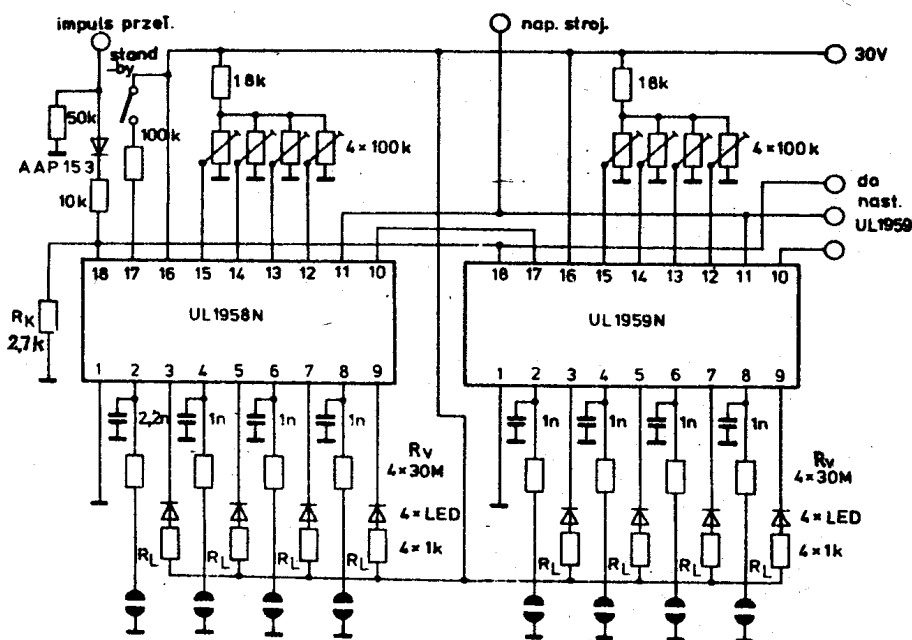 impuls przeł.
nap. stroj.
stand
-by
30V
18k
18k
50k
100k
4×100k
4×100k
AAP 153
10k
do
nast.
UL1959
18 17 16 15 14 13 12 11 10
18 17 16 15 14 13 12 11 10
RK
2,7k
UL1958N
UL1959N
1 2 3 4 5 6 7 8 9
1 2 3 4 5 6 7 8 9
2,2n 1n 1n 1n
1n 1n 1n 1n
RV
4×30M
RV
4×30M
4×LED
4×LED
4×1k
4×1k
RL RL RL RL
RL RL RL RL